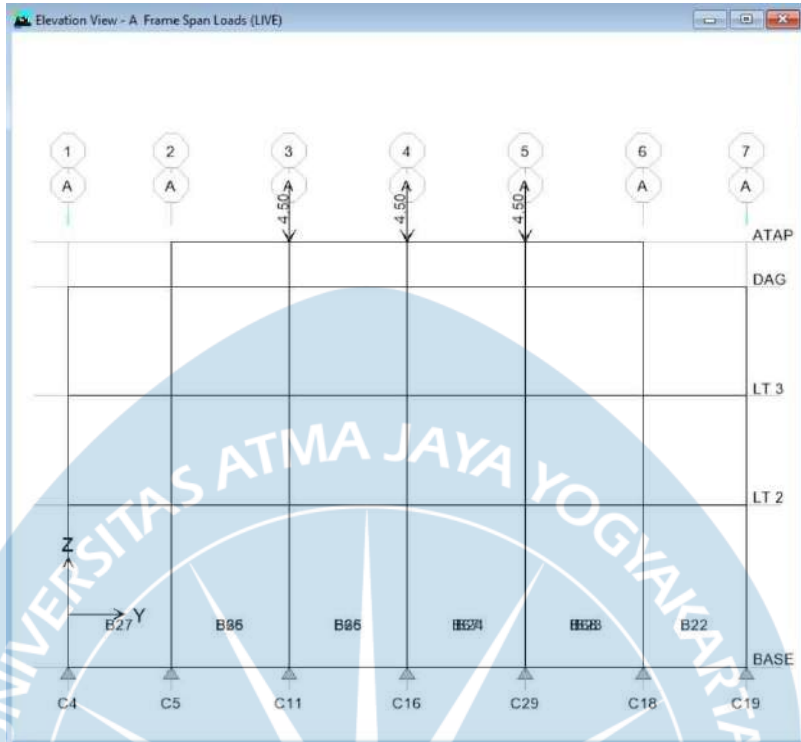 Elevation View - A Frame Span Loads (LIVE)
1 2 3 4 5 6 7
A A A A A A A
4.50 4.50 4.50
ATAP
DAG
LT 3
LT 2
Z
Y
B27 B22
BASE
C4 C5 C11 C16 C29 C18 C19
UNIVERSITAS ATMA JAYA YOGYAKARTA